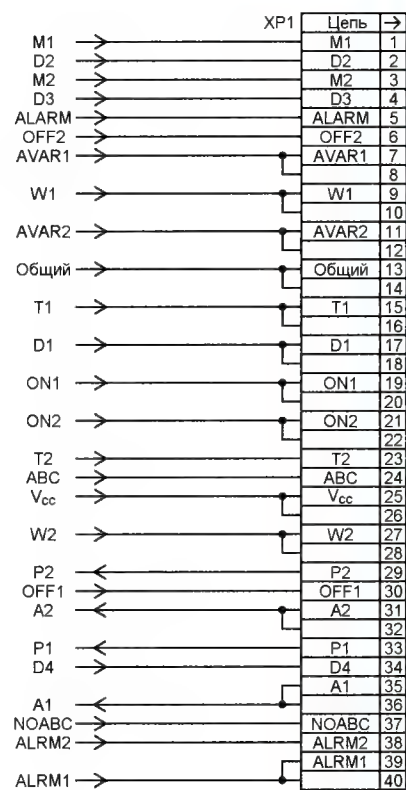 XP1 Цепь →
M1 M1 1
D2 D2 2
M2 M2 3
D3 D3 4
ALARM ALARM 5
OFF2 OFF2 6
AVAR1 AVAR1 7
8
W1 W1 9
10
AVAR2 AVAR2 11
12
Общий Общий 13
14
T1 T1 15
16
D1 D1 17
18
ON1 ON1 19
20
ON2 ON2 21
22
T2 T2 23
ABC ABC 24
Vcc Vcc 25
26
W2 W2 27
28
P2 P2 29
OFF1 OFF1 30
A2 A2 31
32
P1 P1 33
D4 D4 34
A1 35
A1 36
NOABC NOABC 37
ALRM2 ALRM2 38
ALRM1 39
ALRM1 40